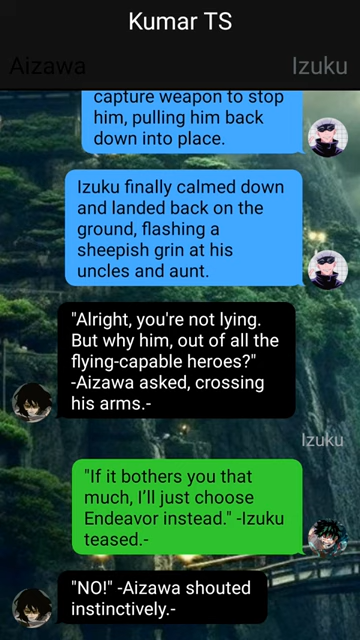 Kumar TS
Aizawa
Izuku
capture weapon to stop
him, pulling him back
down into place.
Izuku finally calmed down
and landed back on the
ground, flashing a
sheepish grin at his
uncles and aunt.
"Alright, you're not lying.
But why him, out of all the
flying-capable heroes?"
-Aizawa asked, crossing
his arms.-
Izuku
"If it bothers you that
much, I’ll just choose
Endeavor instead." -Izuku
teased.-
"NO!" -Aizawa shouted
instinctively.-